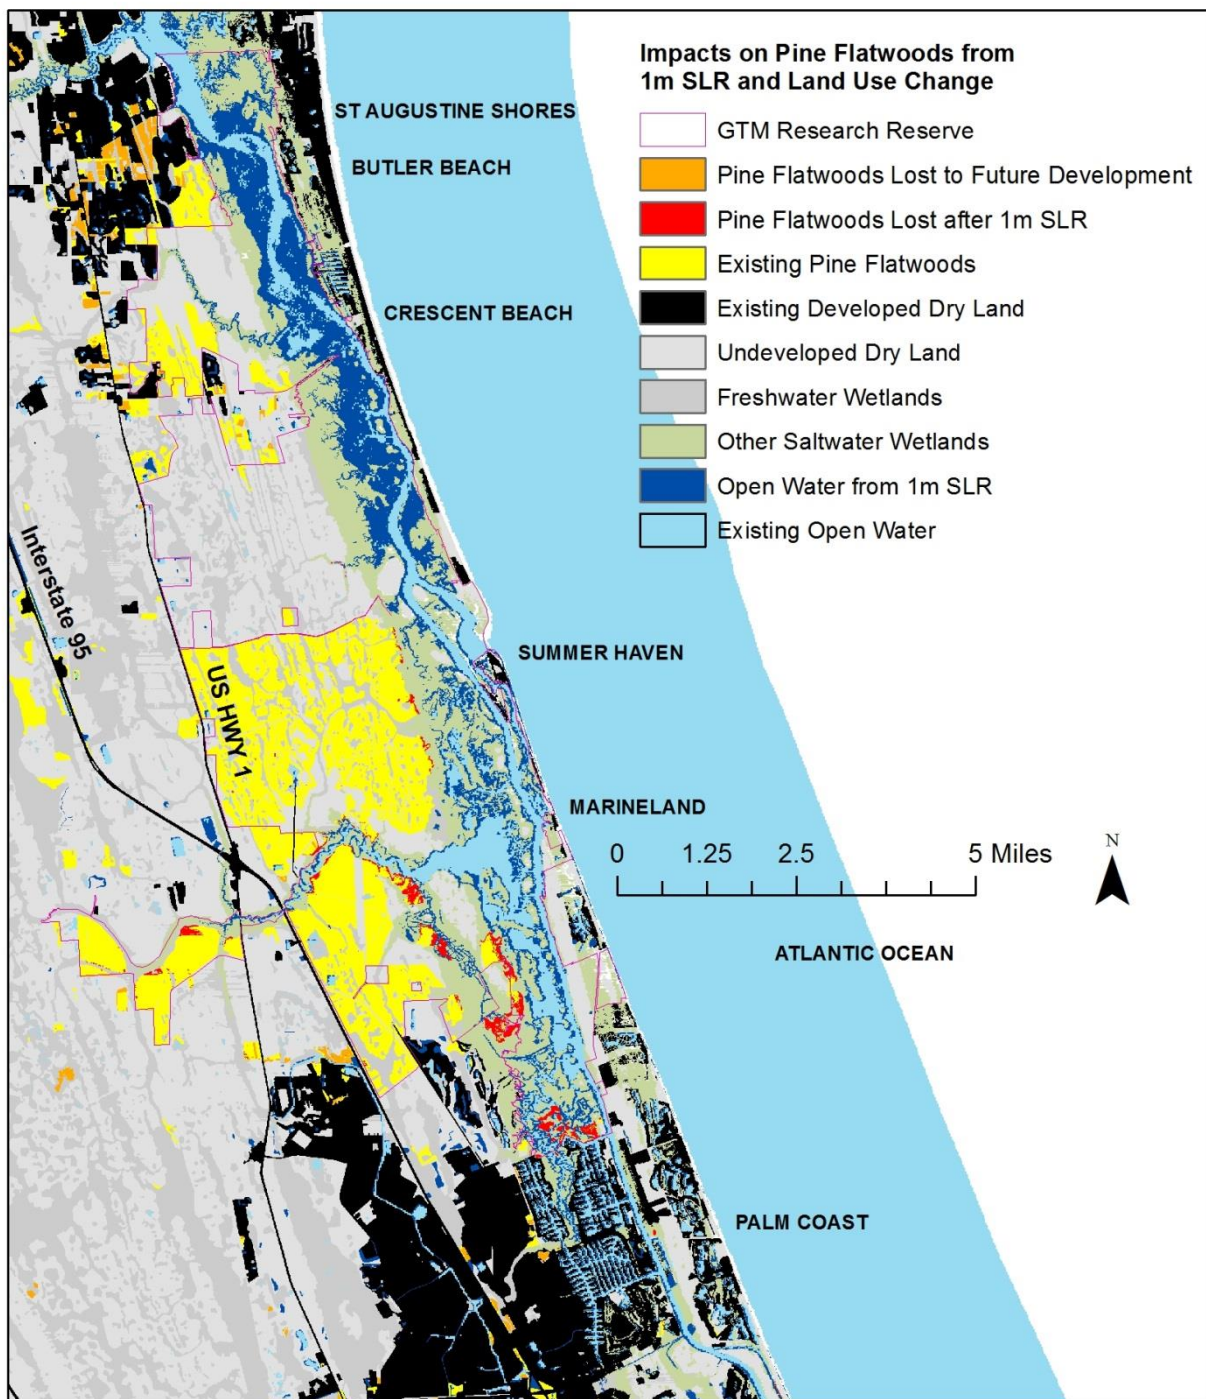 Impacts on Pine Flatwoods from
1m SLR and Land Use Change
GTM Research Reserve
Pine Flatwoods Lost to Future Development
Pine Flatwoods Lost after 1m SLR
Existing Pine Flatwoods
Existing Developed Dry Land
Undeveloped Dry Land
Freshwater Wetlands
Other Saltwater Wetlands
Open Water from 1m SLR
Existing Open Water
ST AUGUSTINE SHORES
BUTLER BEACH
CRESCENT BEACH
Interstate 95
US HWY 1
SUMMER HAVEN
MARINELAND
0 1.25 2.5 5 Miles
N
ATLANTIC OCEAN
PALM COAST